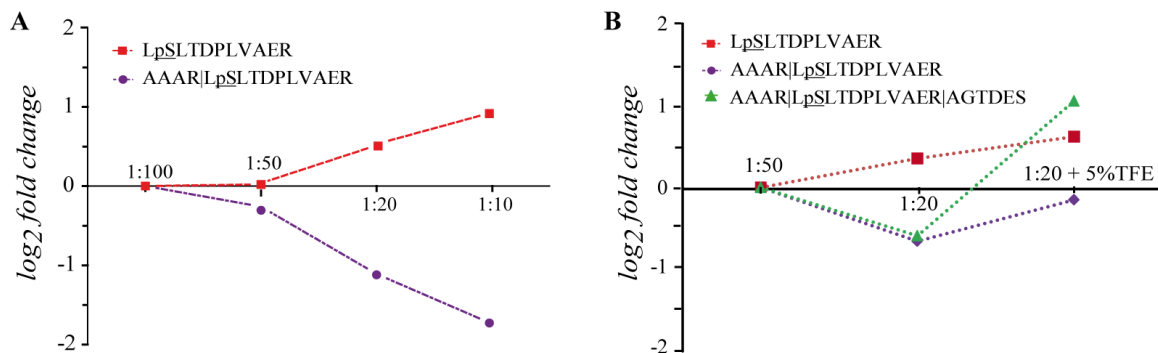 A
log2 fold change
2
1
0
-1
-2
LpSLTDPLVAER
AAAR|LpSLTDPLVAER
1:100
1:50
1:20
1:10
B
log2 fold change
2
1
0
-1
-2
LpSLTDPLVAER
AAAR|LpSLTDPLVAER
AAAR|LpSLTDPLVAER|AGTDES
1:50
1:20
1:20 + 5%TFE